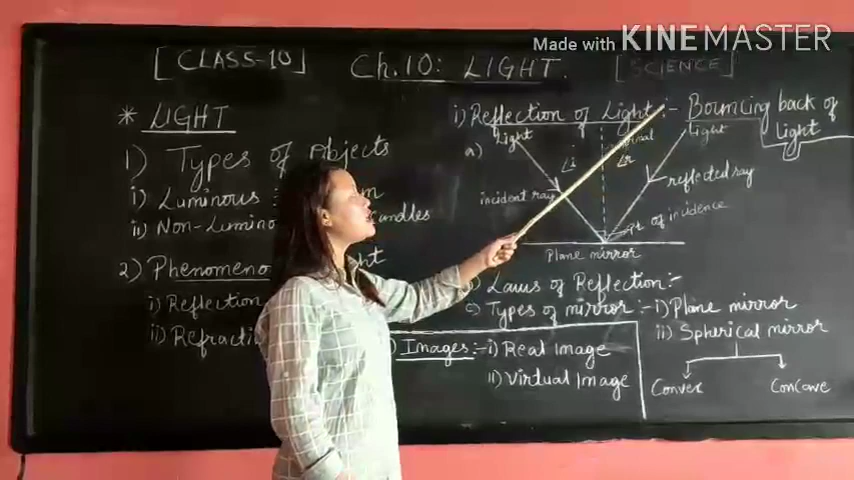 Made with KINEMASTER
[CLASS-10] Ch.10: LIGHT. [SCIENCE]
* LIGHT
1) Types of Objects
i) Luminous
ii) Non-Lumino candles
2) Phenomeno
i) Reflection
ii) Refracti
i) Reflection of Light :- Bouncing back of
light
a) Light Light
∠i ∠r
incident ray reflected ray
pt of incidence
Plane mirror
Laws of Reflection:-
c) Types of mirror:- i) Plane mirror
ii) Spherical mirror
Convex Concave
Images:- i) Real Image
ii) Virtual Image